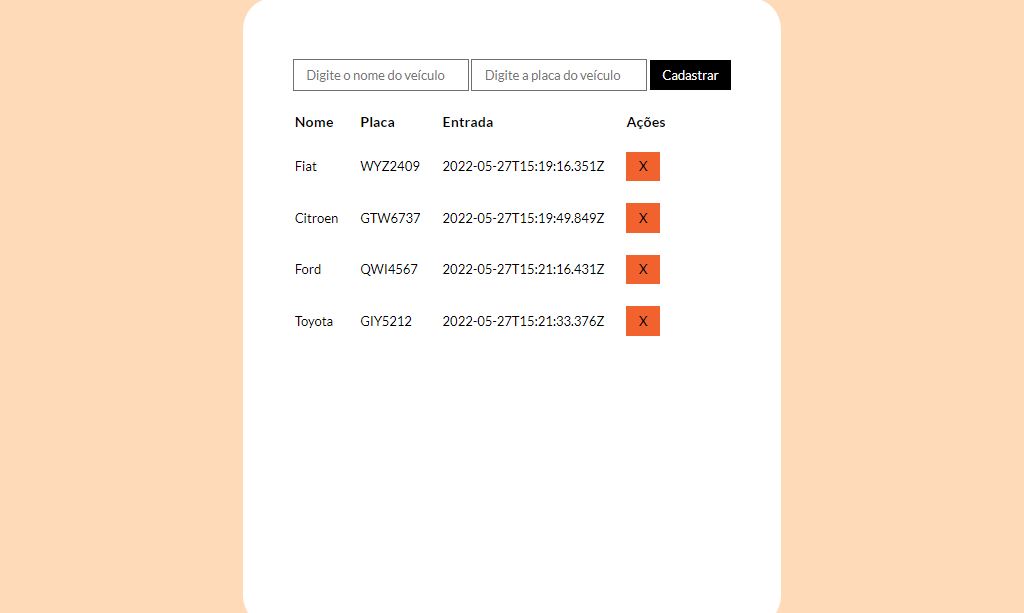 Digite o nome do veículo Digite a placa do veículo Cadastrar
Nome Placa Entrada Ações
Fiat WYZ2409 2022-05-27T15:19:16.351Z X
Citroen GTW6737 2022-05-27T15:19:49.849Z X
Ford QWI4567 2022-05-27T15:21:16.431Z X
Toyota GIY5212 2022-05-27T15:21:33.376Z X